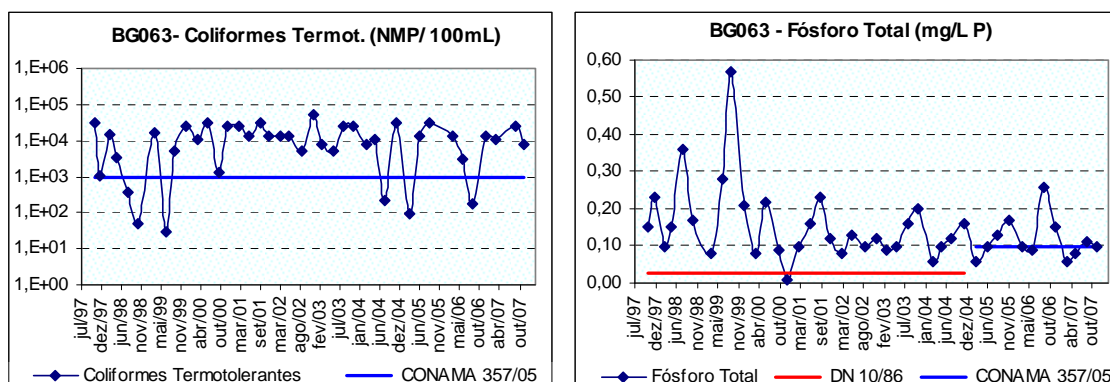 BG063- Coliformes Termot. (NMP/ 100mL)
1,E+06
1,E+05
1,E+04
1,E+03
1,E+02
1,E+01
1,E+00
jul/97
dez/97
jun/98
nov/98
mai/99
nov/99
abr/00
out/00
mar/01
set/01
mar/02
ago/02
fev/03
jul/03
jan/04
jun/04
dez/04
jun/05
nov/05
mai/06
out/06
abr/07
out/07
Coliformes Termotolerantes
CONAMA 357/05
BG063 - Fósforo Total (mg/L P)
0,60
0,50
0,40
0,30
0,20
0,10
0,00
jul/97
dez/97
jun/98
nov/98
mai/99
nov/99
abr/00
out/00
mar/01
set/01
mar/02
ago/02
fev/03
jul/03
jan/04
jun/04
dez/04
jun/05
nov/05
mai/06
out/06
abr/07
out/07
Fósforo Total
DN 10/86
CONAMA 357/05